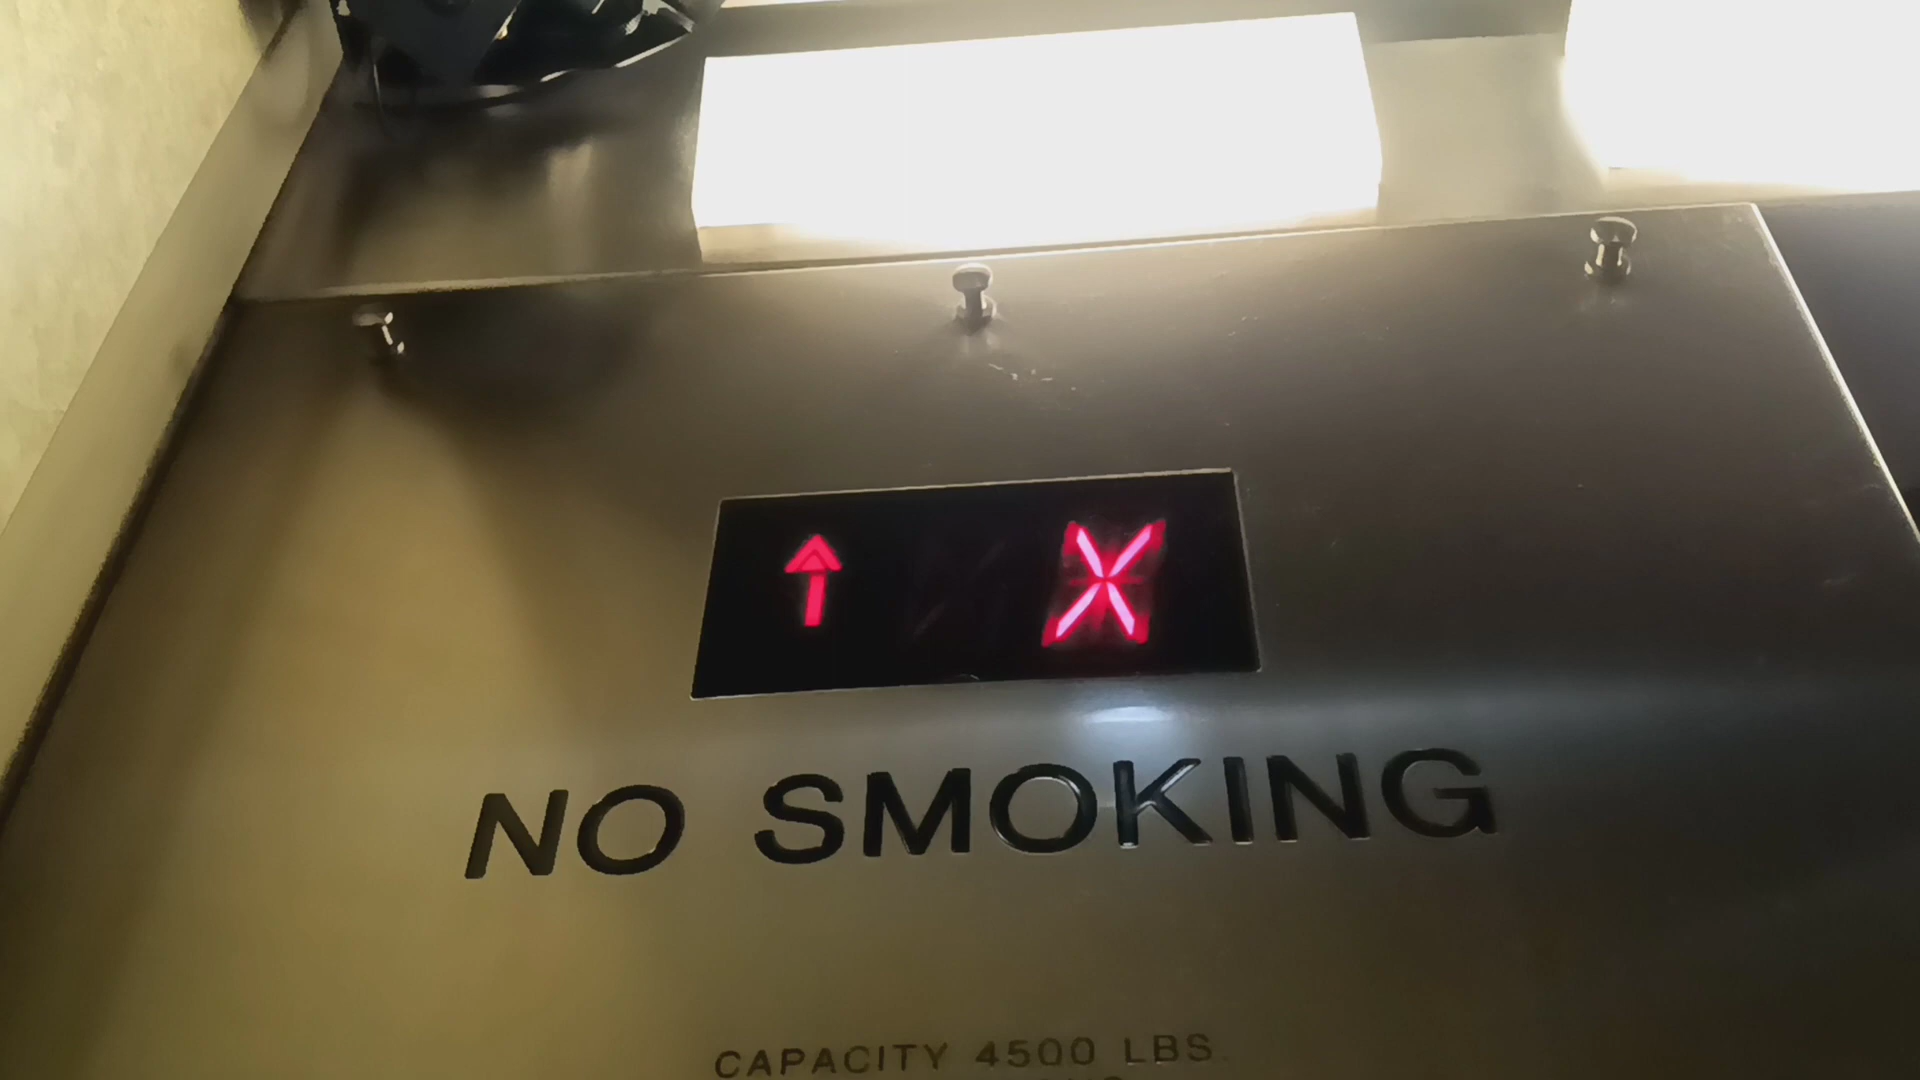 ↑ X
NO SMOKING
CAPACITY 4500 LBS.